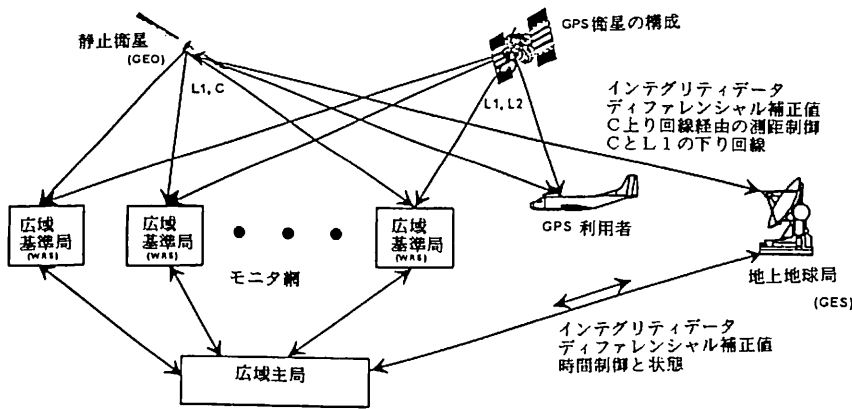 静止衛星
(GEO)
GPS衛星の構成
L1, C
L1, L2
インテグリティデータ
ディファレンシャル補正値
C上り回線経由の測距制御
CとL1の下り回線
広域
基準局
(WRS)
広域
基準局
(WRS)
広域
基準局
(WRS)
モニタ網
GPS 利用者
地上地球局
(GES)
インテグリティデータ
ディファレンシャル補正値
時間制御と状態
広域主局